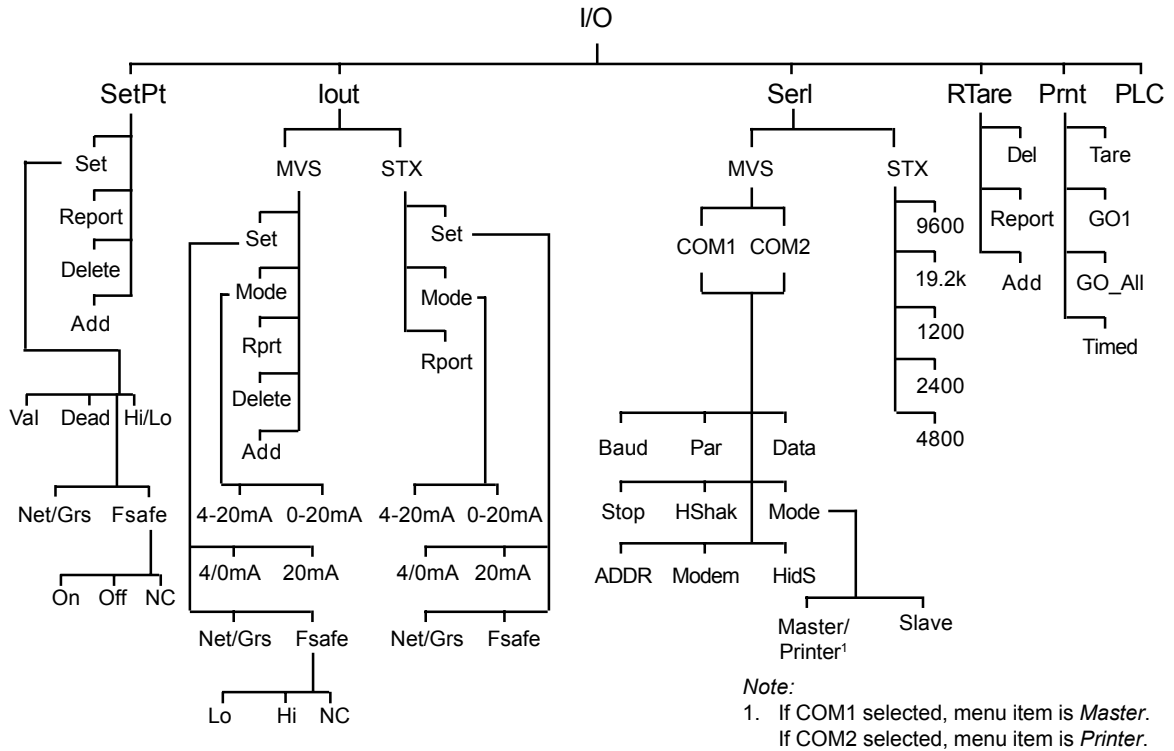 I/O
SetPt Iout Serl RTare Prnt PLC
Set
Report
Delete
Add
Val Dead Hi/Lo
Net/Grs Fsafe
On Off NC
MVS STX
Set
Mode
Rprt
Delete
Add
Set
Mode
Rport
4-20mA 0-20mA
4/0mA 20mA
Net/Grs Fsafe
Lo Hi NC
4-20mA 0-20mA
4/0mA 20mA
Net/Grs Fsafe
MVS STX
COM1 COM2
Baud Par Data
Stop HShak Mode
ADDR Modem HidS
Master/
Printer¹
Slave
9600
19.2k
1200
2400
4800
Del
Report
Add
Tare
GO1
GO_All
Timed
Note:
1. If COM1 selected, menu item is Master.
If COM2 selected, menu item is Printer.